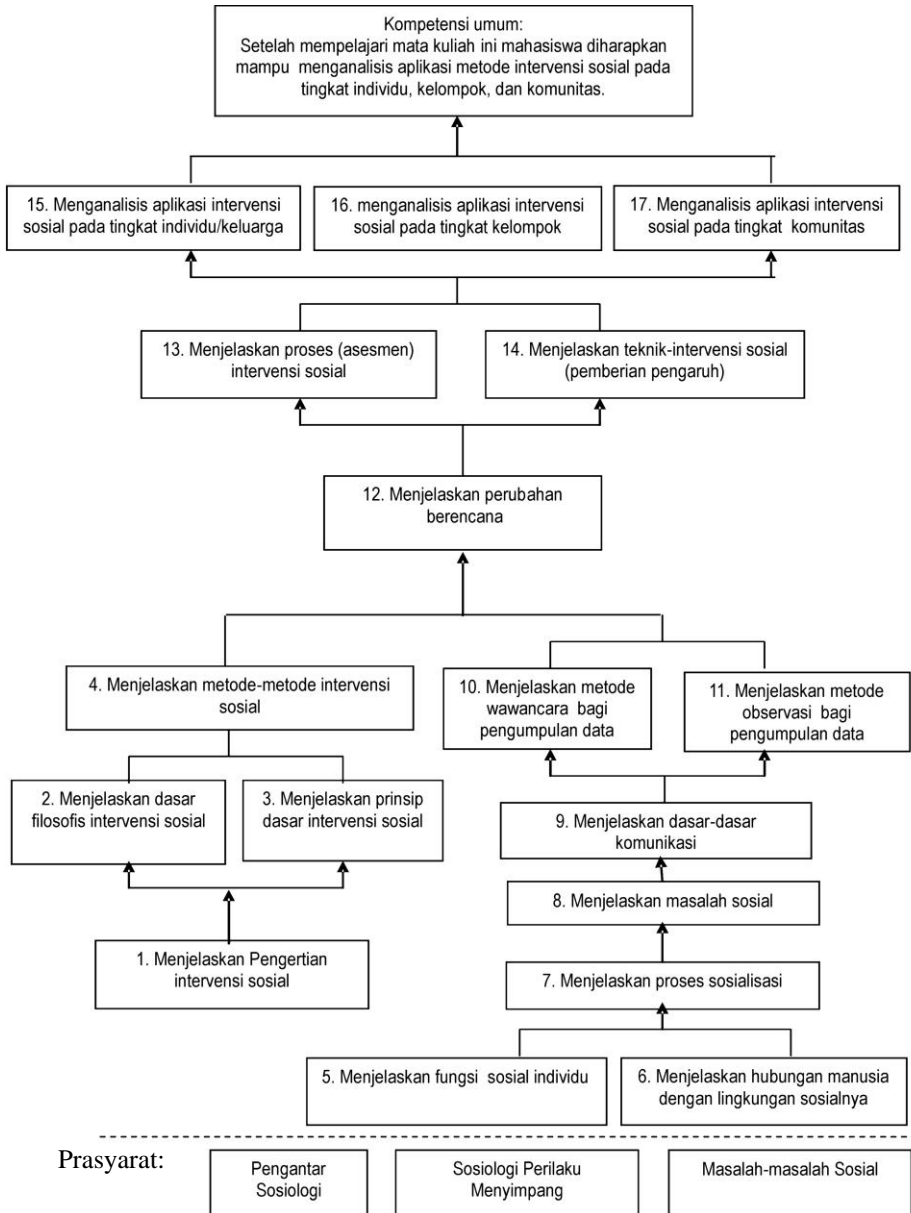 Kompetensi umum:
Setelah mempelajari mata kuliah ini mahasiswa diharapkan
mampu menganalisis aplikasi metode intervensi sosial pada
tingkat individu, kelompok, dan komunitas.
15. Menganalisis aplikasi intervensi
sosial pada tingkat individu/keluarga
16. menganalisis aplikasi intervensi
sosial pada tingkat kelompok
17. Menganalisis aplikasi intervensi
sosial pada tingkat komunitas
13. Menjelaskan proses (asesmen)
intervensi sosial
14. Menjelaskan teknik-intervensi sosial
(pemberian pengaruh)
12. Menjelaskan perubahan
berencana
4. Menjelaskan metode-metode intervensi
sosial
10. Menjelaskan metode
wawancara bagi
pengumpulan data
11. Menjelaskan metode
observasi bagi
pengumpulan data
2. Menjelaskan dasar
filosofis intervensi sosial
3. Menjelaskan prinsip
dasar intervensi sosial
9. Menjelaskan dasar-dasar
komunikasi
8. Menjelaskan masalah sosial
1. Menjelaskan Pengertian
intervensi sosial
7. Menjelaskan proses sosialisasi
5. Menjelaskan fungsi sosial individu
6. Menjelaskan hubungan manusia
dengan lingkungan sosialnya
Prasyarat:
Pengantar
Sosiologi
Sosiologi Perilaku
Menyimpang
Masalah-masalah Sosial